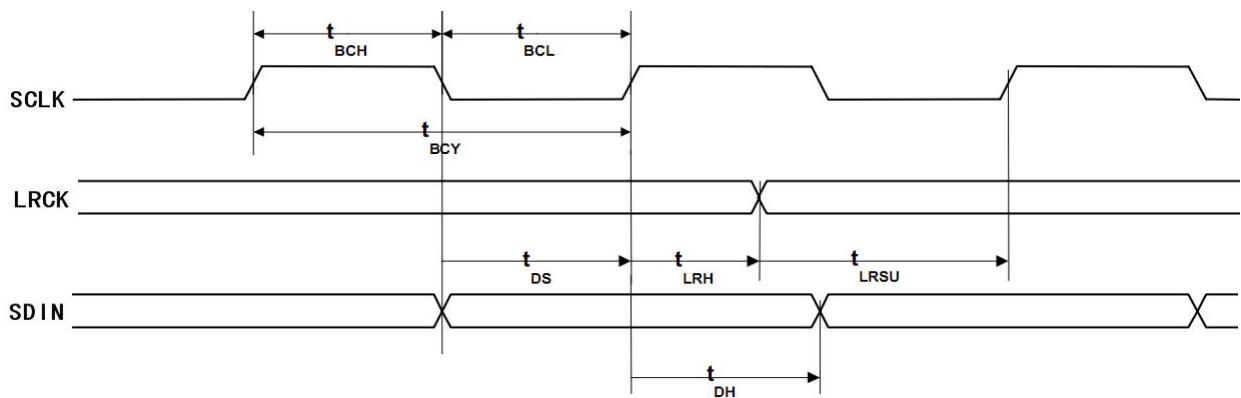 t BCH
t BCL
SCLK
t BCY
LRCK
t DS
t LRH
t LRSU
SDIN
t DH